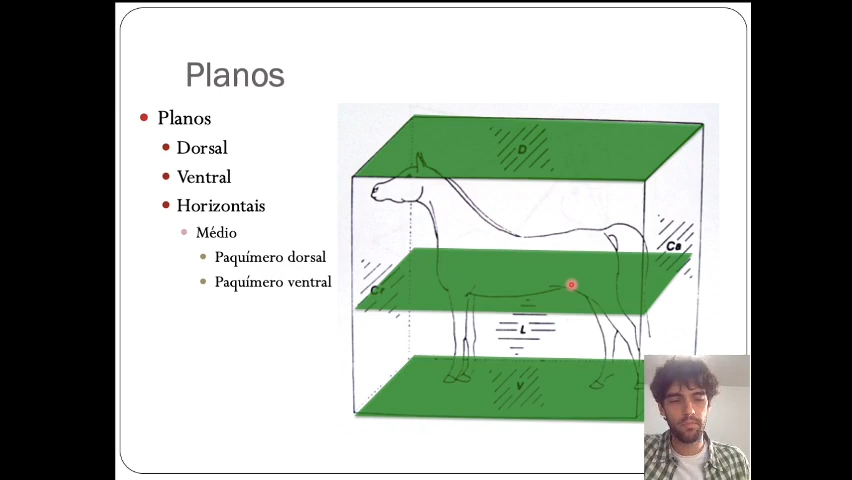 Planos
Planos
Dorsal
Ventral
Horizontais
Médio
Paquímero dorsal
Paquímero ventral
D
Ca
Cr
L
V